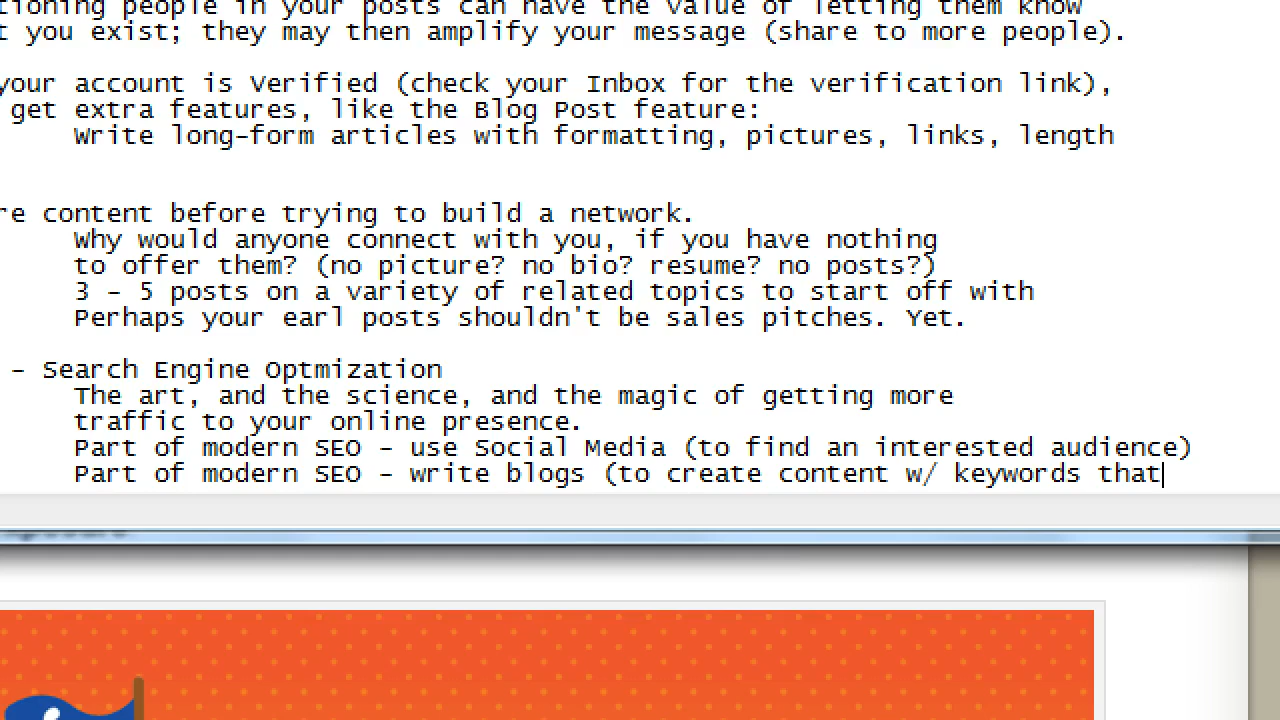 tioning people in your posts can have the value of letting them know
t you exist; they may then amplify your message (share to more people).
your account is Verified (check your Inbox for the verification link),
get extra features, like the Blog Post feature:
Write long-form articles with formatting, pictures, links, length
re content before trying to build a network.
Why would anyone connect with you, if you have nothing
to offer them? (no picture? no bio? resume? no posts?)
3 - 5 posts on a variety of related topics to start off with
Perhaps your earl posts shouldn't be sales pitches. Yet.
- Search Engine Optmization
The art, and the science, and the magic of getting more
traffic to your online presence.
Part of modern SEO - use Social Media (to find an interested audience)
Part of modern SEO - write blogs (to create content w/ keywords that